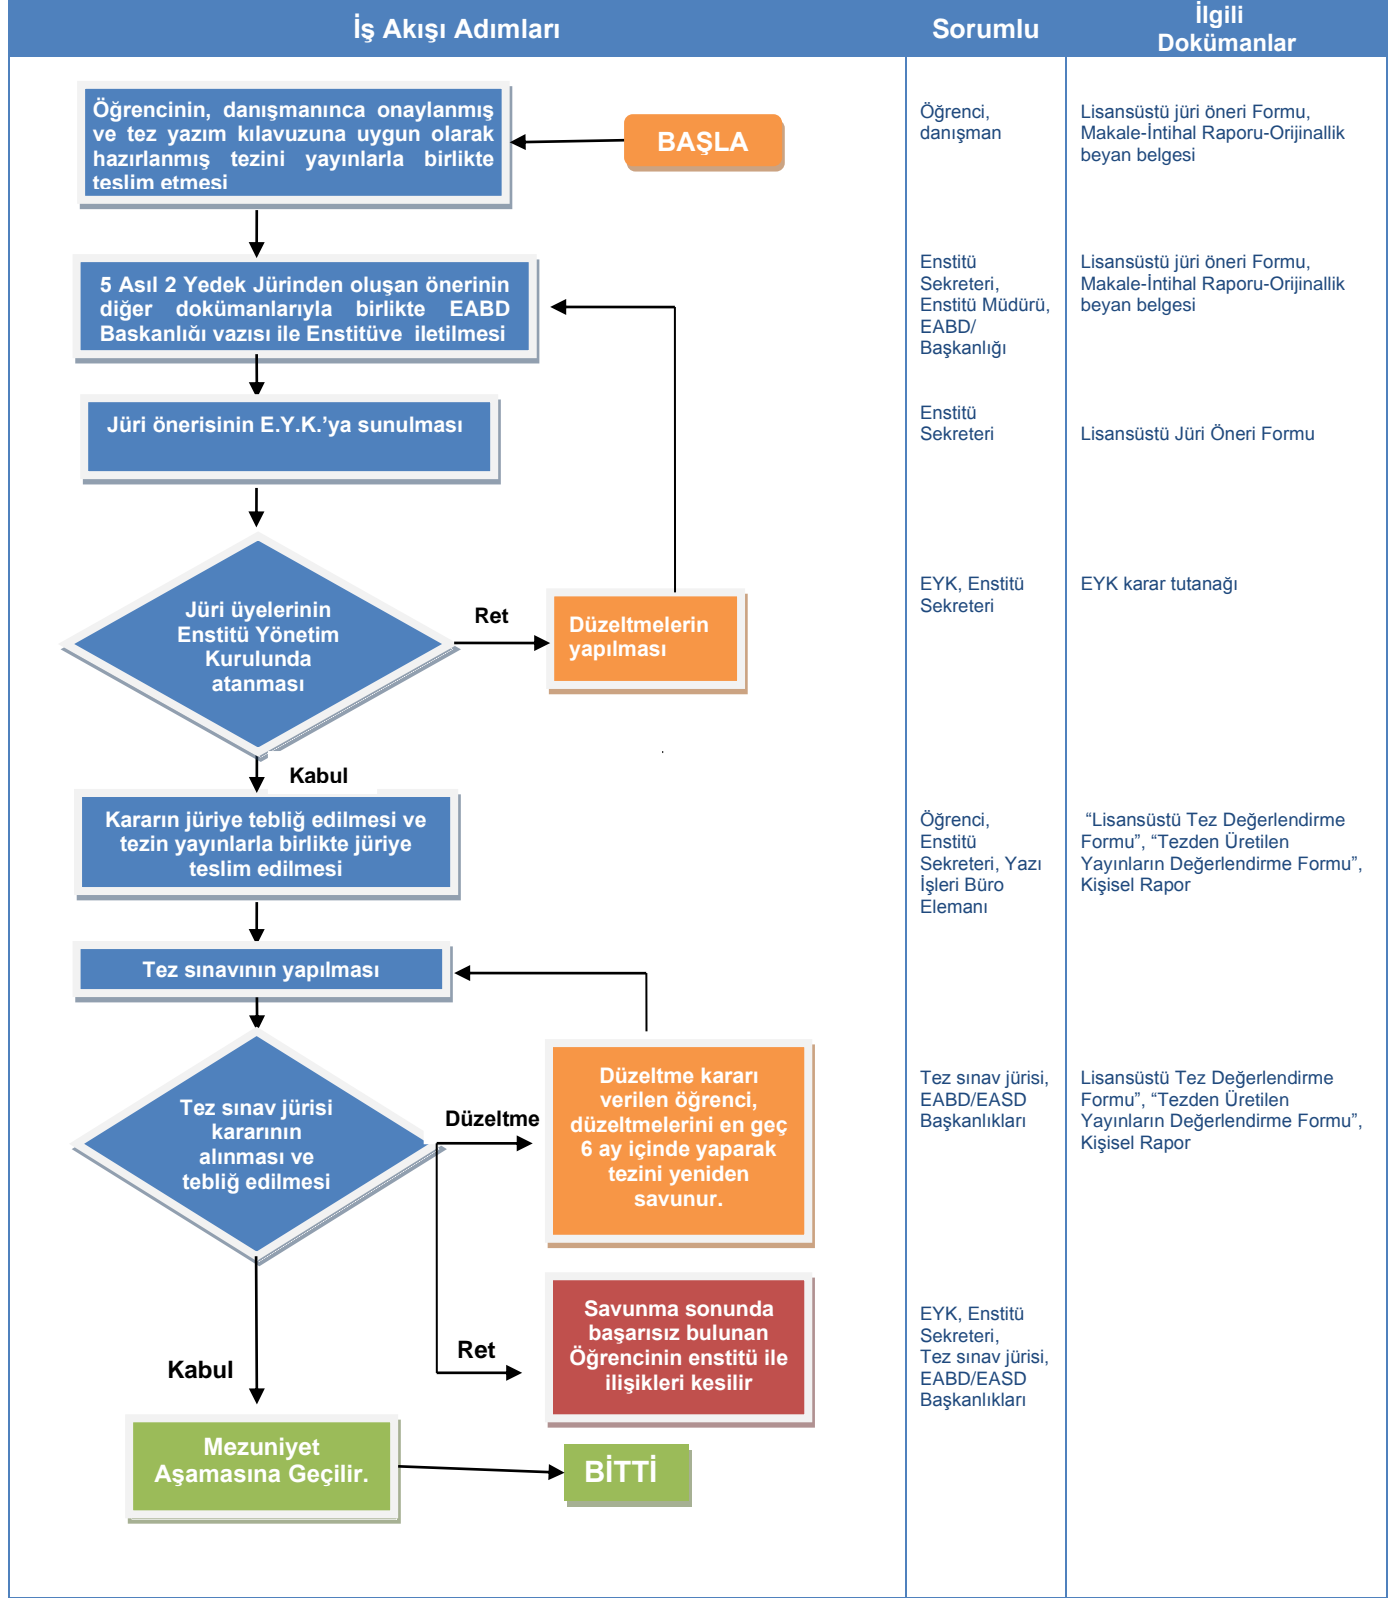 İş Akışı Adımları
Sorumlu
İlgili
Dokümanlar
Öğrencinin, danışmanınca onaylanmış
ve tez yazım kılavuzuna uygun olarak
hazırlanmış tezini yayınlarla birlikte
teslim etmesi
BAŞLA
Öğrenci,
danışman
Lisansüstü jüri öneri Formu,
Makale-İntihal Raporu-Orijinallik
beyan belgesi
5 Asıl 2 Yedek Jürinden oluşan önerinin
diğer dokümanlarıyla birlikte EABD
Başkanlığı yazısı ile Enstitüye iletilmesi
Enstitü
Sekreteri,
Enstitü Müdürü,
EABD/
Başkanlığı
Lisansüstü jüri öneri Formu,
Makale-İntihal Raporu-Orijinallik
beyan belgesi
Jüri önerisinin E.Y.K.’ya sunulması
Enstitü
Sekreteri
Lisansüstü Jüri Öneri Formu
Jüri üyelerinin
Enstitü Yönetim
Kurulunda
atanması
Ret
Düzeltmelerin
yapılması
EYK, Enstitü
Sekreteri
EYK karar tutanağı
Kabul
Kararın jüriye tebliğ edilmesi ve
tezin yayınlarla birlikte jüriye
teslim edilmesi
Öğrenci,
Enstitü
Sekreteri, Yazı
İşleri Büro
Elemanı
“Lisansüstü Tez Değerlendirme
Formu”, “Tezden Üretilen
Yayınların Değerlendirme Formu”,
Kişisel Rapor
Tez sınavının yapılması
Tez sınav jürisi
kararının
alınması ve
tebliğ edilmesi
Düzeltme
Düzeltme kararı
verilen öğrenci,
düzeltmelerini en geç
6 ay içinde yaparak
tezini yeniden
savunur.
Tez sınav jürisi,
EABD/EASD
Başkanlıkları
Lisansüstü Tez Değerlendirme
Formu”, “Tezden Üretilen
Yayınların Değerlendirme Formu”,
Kişisel Rapor
Ret
Savunma sonunda
başarısız bulunan
Öğrencinin enstitü ile
ilişikleri kesilir
EYK, Enstitü
Sekreteri,
Tez sınav jürisi,
EABD/EASD
Başkanlıkları
Kabul
Mezuniyet
Aşamasına Geçilir.
BİTTİ